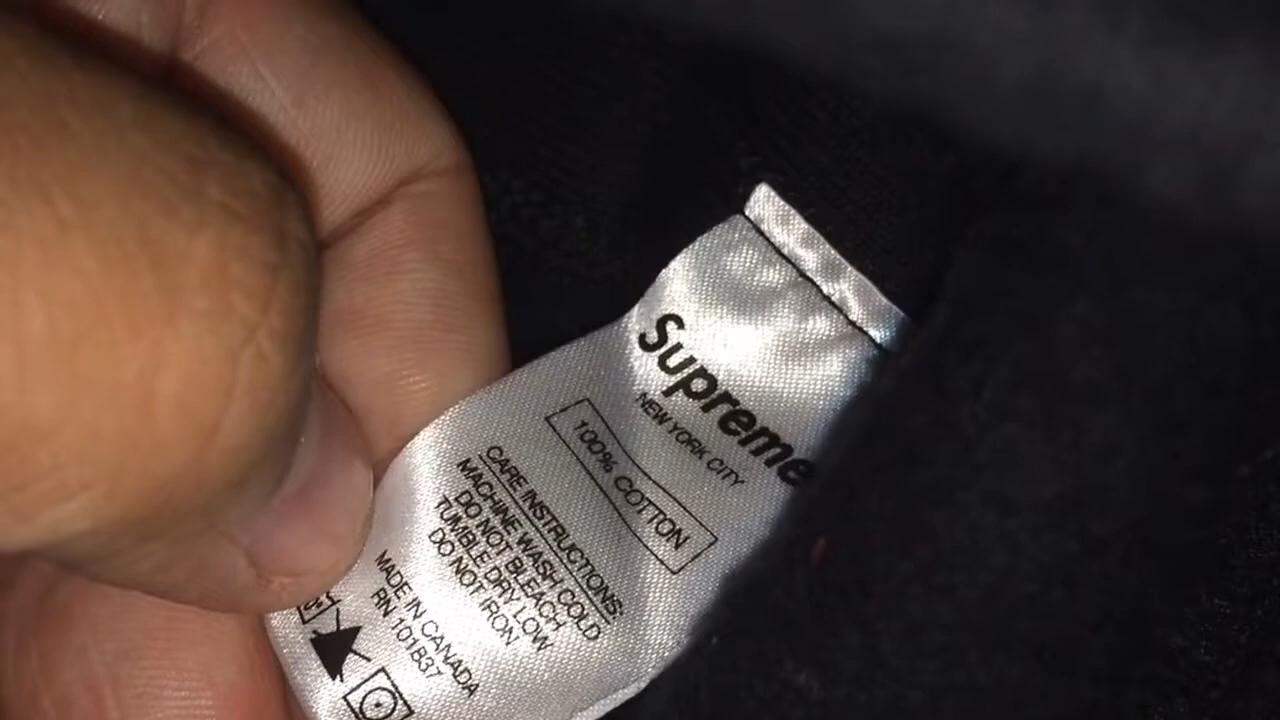 Supreme
NEW YORK CITY
100% COTTON
CARE INSTRUCTIONS:
MACHINE WASH COLD
DO NOT BLEACH
TUMBLE DRY LOW
DO NOT IRON
MADE IN CANADA
RN 101837